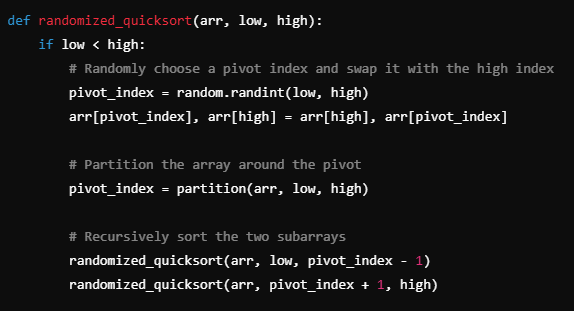 def randomized_quicksort(arr, low, high):
    if low < high:
        # Randomly choose a pivot index and swap it with the high index
        pivot_index = random.randint(low, high)
        arr[pivot_index], arr[high] = arr[high], arr[pivot_index]

        # Partition the array around the pivot
        pivot_index = partition(arr, low, high)

        # Recursively sort the two subarrays
        randomized_quicksort(arr, low, pivot_index - 1)
        randomized_quicksort(arr, pivot_index + 1, high)